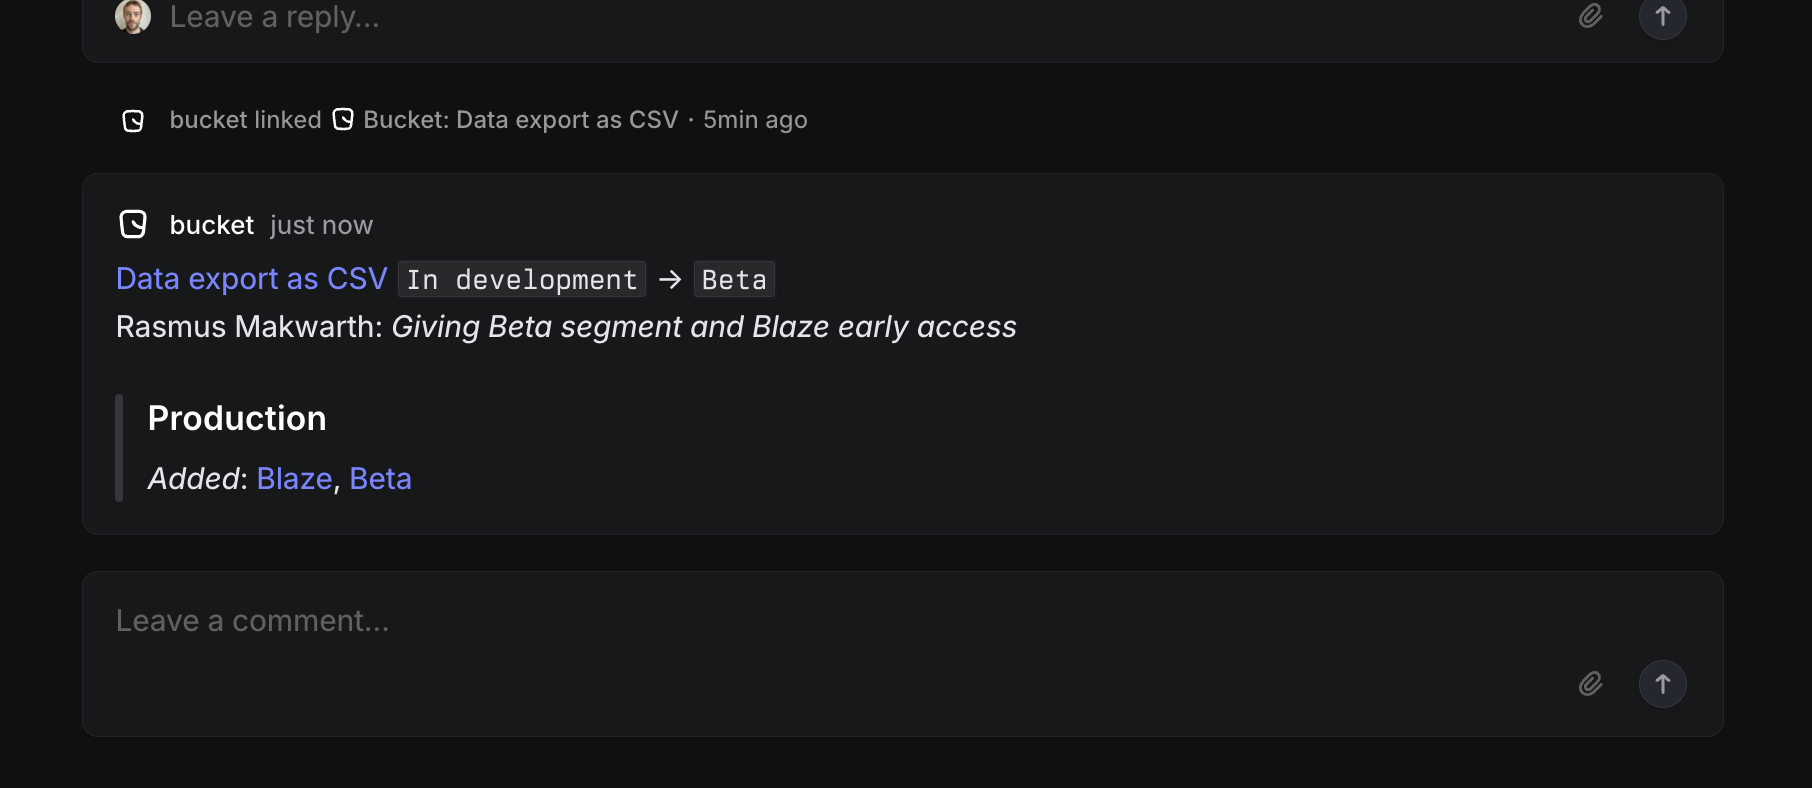 Leave a reply...
bucket linked Bucket: Data export as CSV · 5min ago
bucket just now
Data export as CSV In development → Beta
Rasmus Makwarth: Giving Beta segment and Blaze early access
Production
Added: Blaze, Beta
Leave a comment...